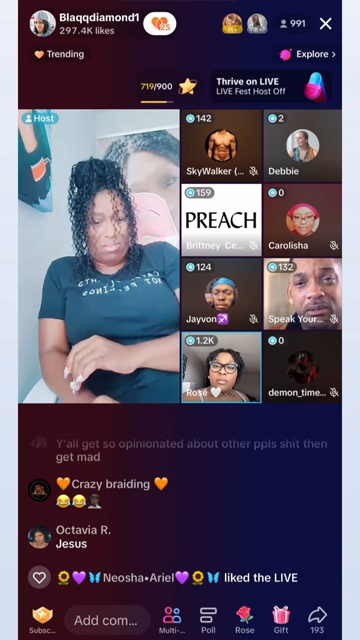 Blaqqdiamond1
297.4K likes
25
991
Trending
Explore >
719/900
Thrive on LIVE
LIVE Fest Host Off
Host
142
SkyWalker (...
2
Debbie
159
PREACH
Brittney Ce...
0
Carolisha
124
Jayvon
132
Speak Your...
1.2K
Rose 🤍
0
demon_time...
Y'all get so opinionated about other ppls shit then
get mad
🧡Crazy braiding 🧡
😂😂
Octavia R.
Jesus
🌻💜🦋Neosha•Ariel💜🌻🦋 liked the LIVE
Subsc...
Add com...
Multi-...
Poll
Rose
Gift
193